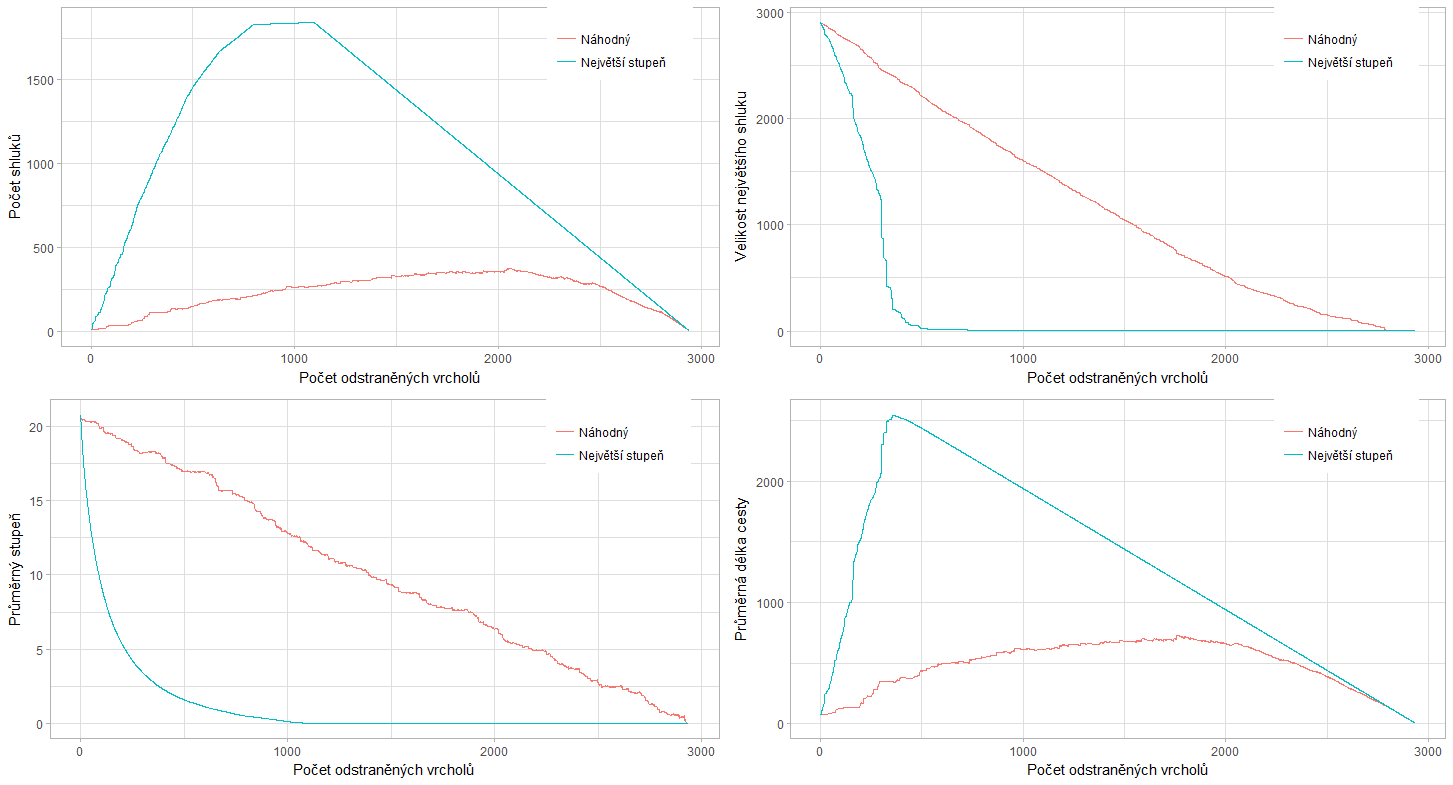 Náhodný
Největší stupeň
Počet shluků
1500
1000
500
0
0
1000
2000
3000
Počet odstraněných vrcholů
Náhodný
Největší stupeň
Velikost největšího shluku
3000
2000
1000
0
0
1000
2000
3000
Počet odstraněných vrcholů
Náhodný
Největší stupeň
Průměrný stupeň
20
15
10
5
0
0
1000
2000
3000
Počet odstraněných vrcholů
Náhodný
Největší stupeň
Průměrná délka cesty
2000
1000
0
0
1000
2000
3000
Počet odstraněných vrcholů